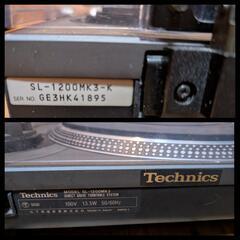 SL-1200MK3-K
SER NO. GE3HK41895
Technics
Technics
MODEL SL-1200MK3
DIRECT DRIVE TURNTABLE SYSTEM
100V 13.5W 50/60Hz